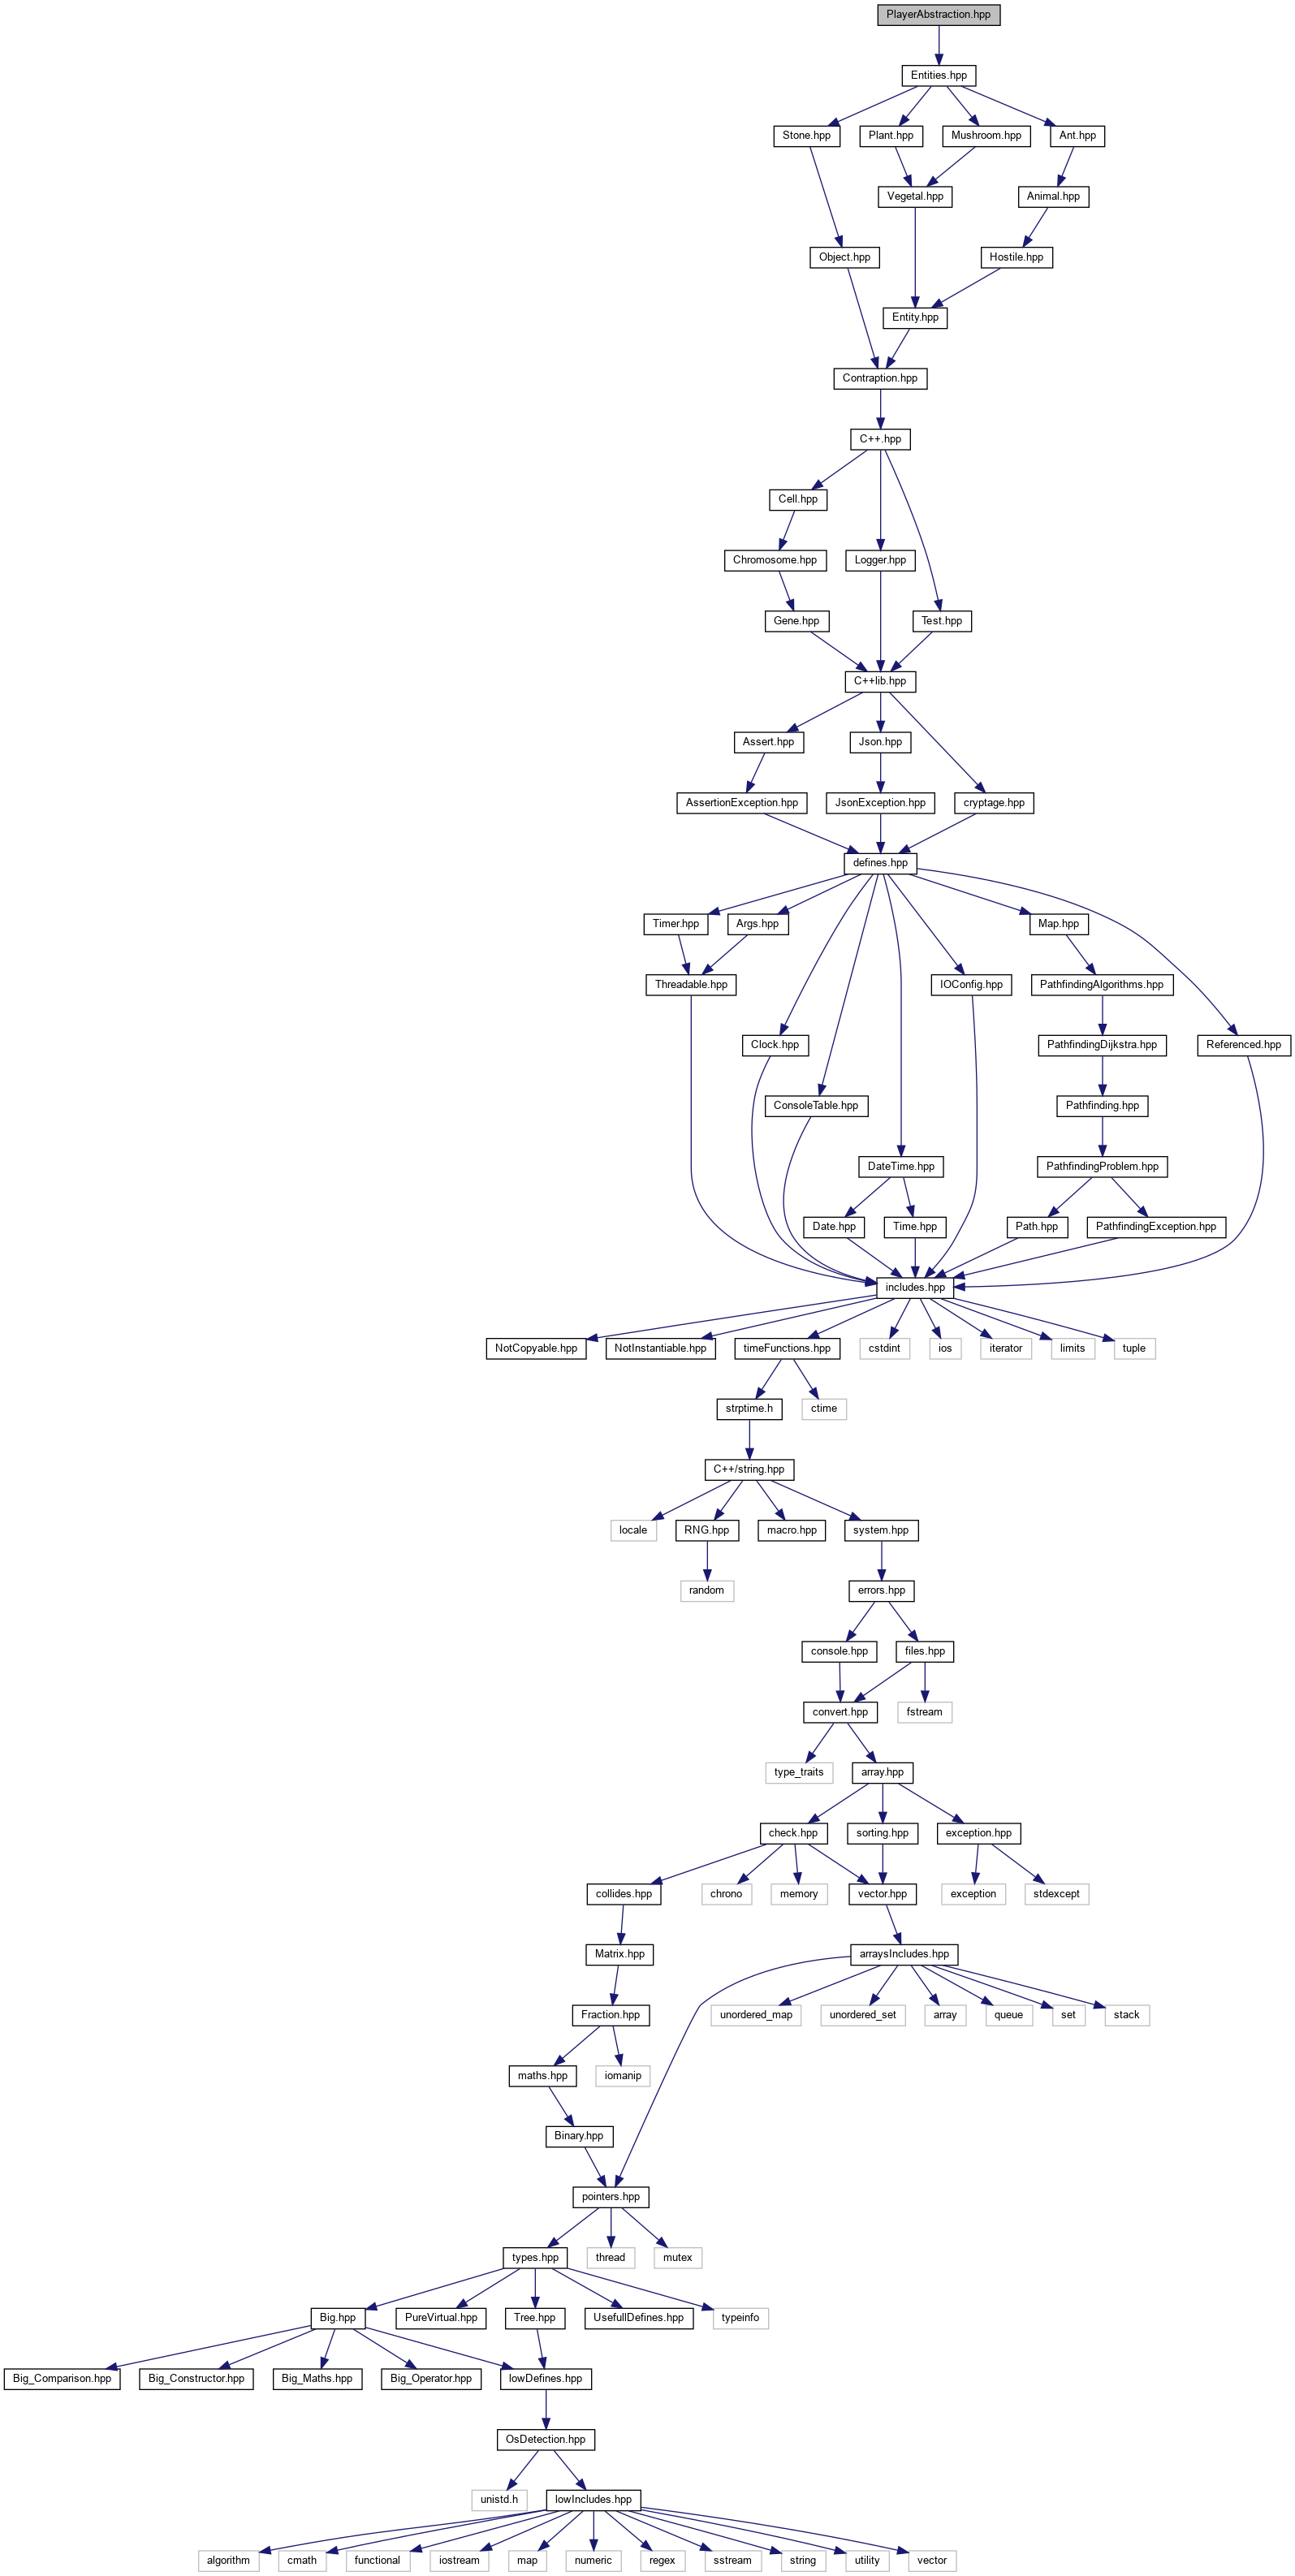 PlayerAbstraction.hpp
Entities.hpp
Stone.hpp
Plant.hpp
Mushroom.hpp
Ant.hpp
Vegetal.hpp
Animal.hpp
Object.hpp
Hostile.hpp
Entity.hpp
Contraption.hpp
C++.hpp
Cell.hpp
Chromosome.hpp
Logger.hpp
Gene.hpp
Test.hpp
C++lib.hpp
Assert.hpp
Json.hpp
AssertionException.hpp
JsonException.hpp
cryptage.hpp
defines.hpp
Timer.hpp
Args.hpp
Map.hpp
Threadable.hpp
IOConfig.hpp
PathfindingAlgorithms.hpp
Clock.hpp
PathfindingDijkstra.hpp
Referenced.hpp
ConsoleTable.hpp
Pathfinding.hpp
DateTime.hpp
PathfindingProblem.hpp
Date.hpp
Time.hpp
Path.hpp
PathfindingException.hpp
includes.hpp
NotCopyable.hpp
NotInstantiable.hpp
timeFunctions.hpp
cstdint
ios
iterator
limits
tuple
strptime.h
ctime
C++/string.hpp
locale
RNG.hpp
macro.hpp
system.hpp
random
errors.hpp
console.hpp
files.hpp
convert.hpp
fstream
type_traits
array.hpp
check.hpp
sorting.hpp
exception.hpp
collides.hpp
chrono
memory
vector.hpp
exception
stdexcept
Matrix.hpp
arraysIncludes.hpp
Fraction.hpp
unordered_map
unordered_set
array
queue
set
stack
maths.hpp
iomanip
Binary.hpp
pointers.hpp
types.hpp
thread
mutex
Big.hpp
PureVirtual.hpp
Tree.hpp
UsefullDefines.hpp
typeinfo
Big_Comparison.hpp
Big_Constructor.hpp
Big_Maths.hpp
Big_Operator.hpp
lowDefines.hpp
OsDetection.hpp
unistd.h
lowIncludes.hpp
algorithm
cmath
functional
iostream
map
numeric
regex
sstream
string
utility
vector